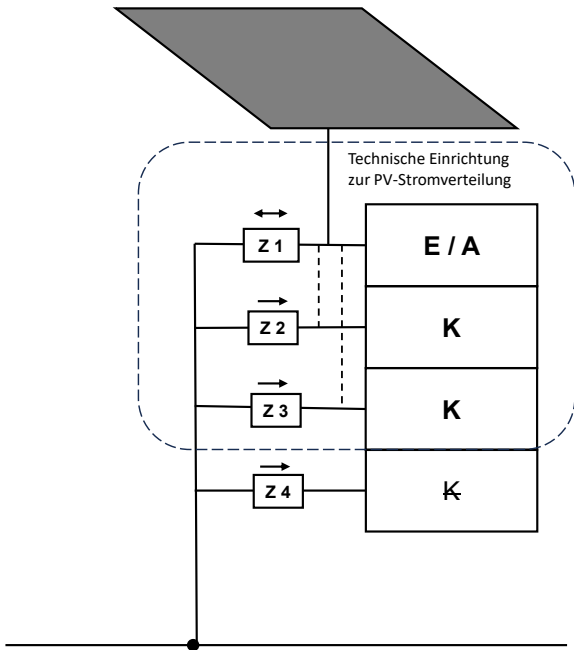 Technische Einrichtung
zur PV-Stromverteilung
Z 1
E / A
Z 2
K
Z 3
K
Z 4
K